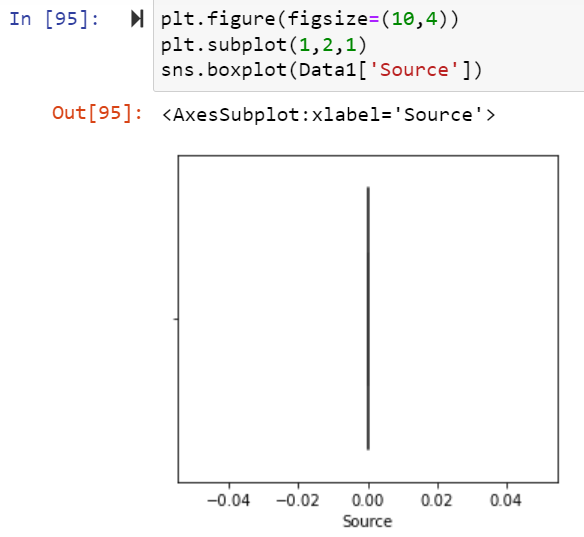 In [95]: plt.figure(figsize=(10,4))
plt.subplot(1,2,1)
sns.boxplot(Data1['Source'])
Out[95]: <AxesSubplot:xlabel='Source'>
−0.04 −0.02 0.00 0.02 0.04
Source